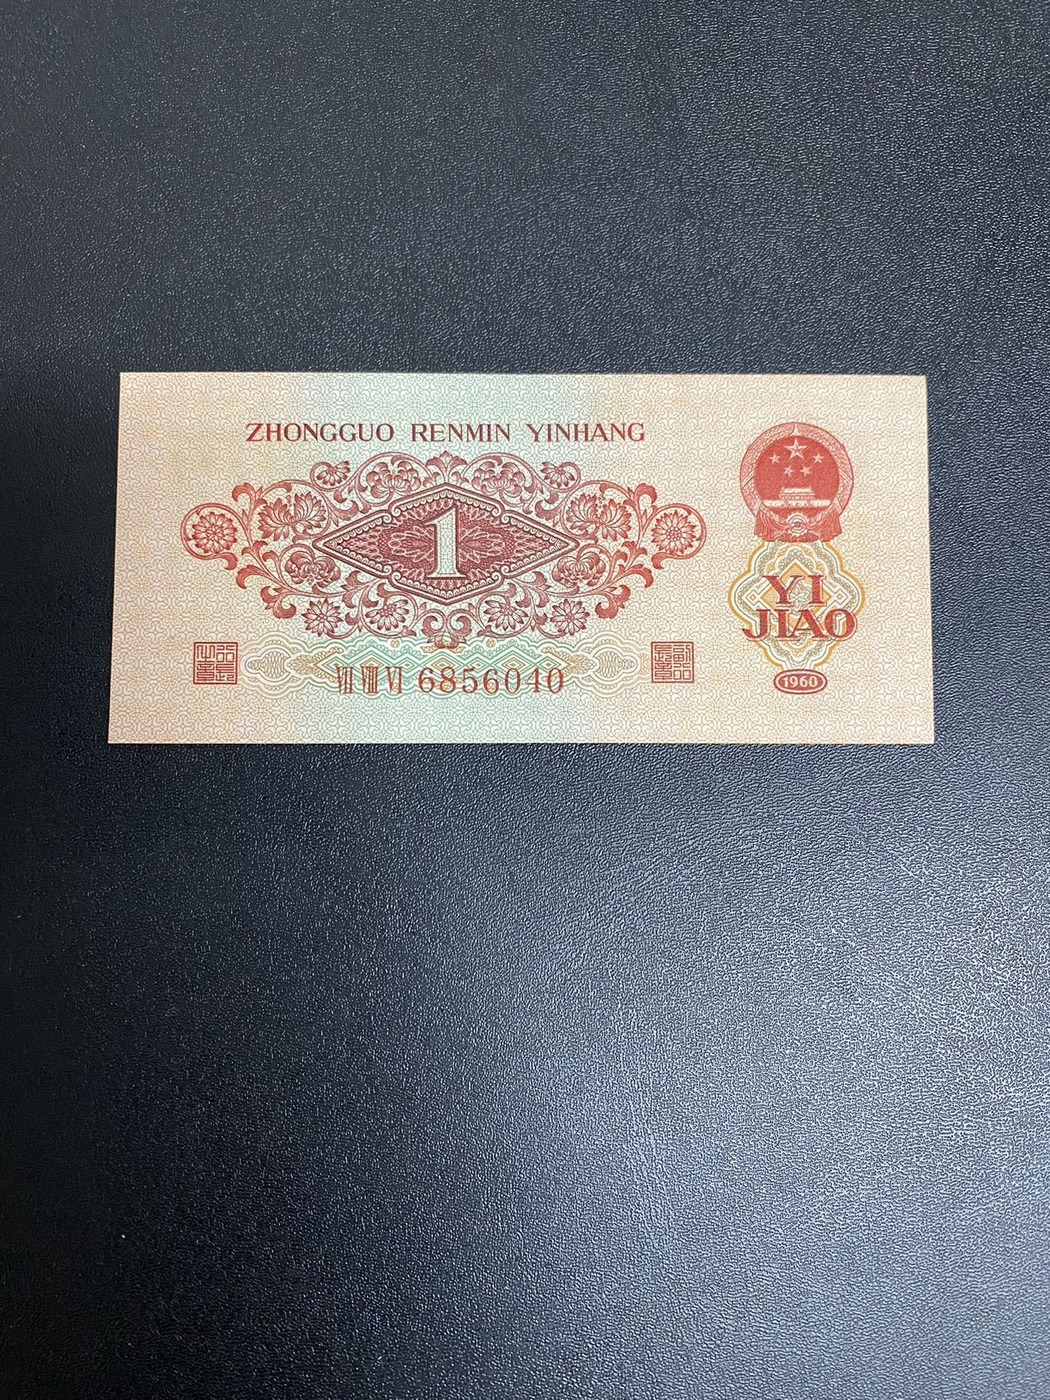 ZHONGGUO RENMIN YINHANG
1
YI
JIAO
VII VIII VI 6856040
1960